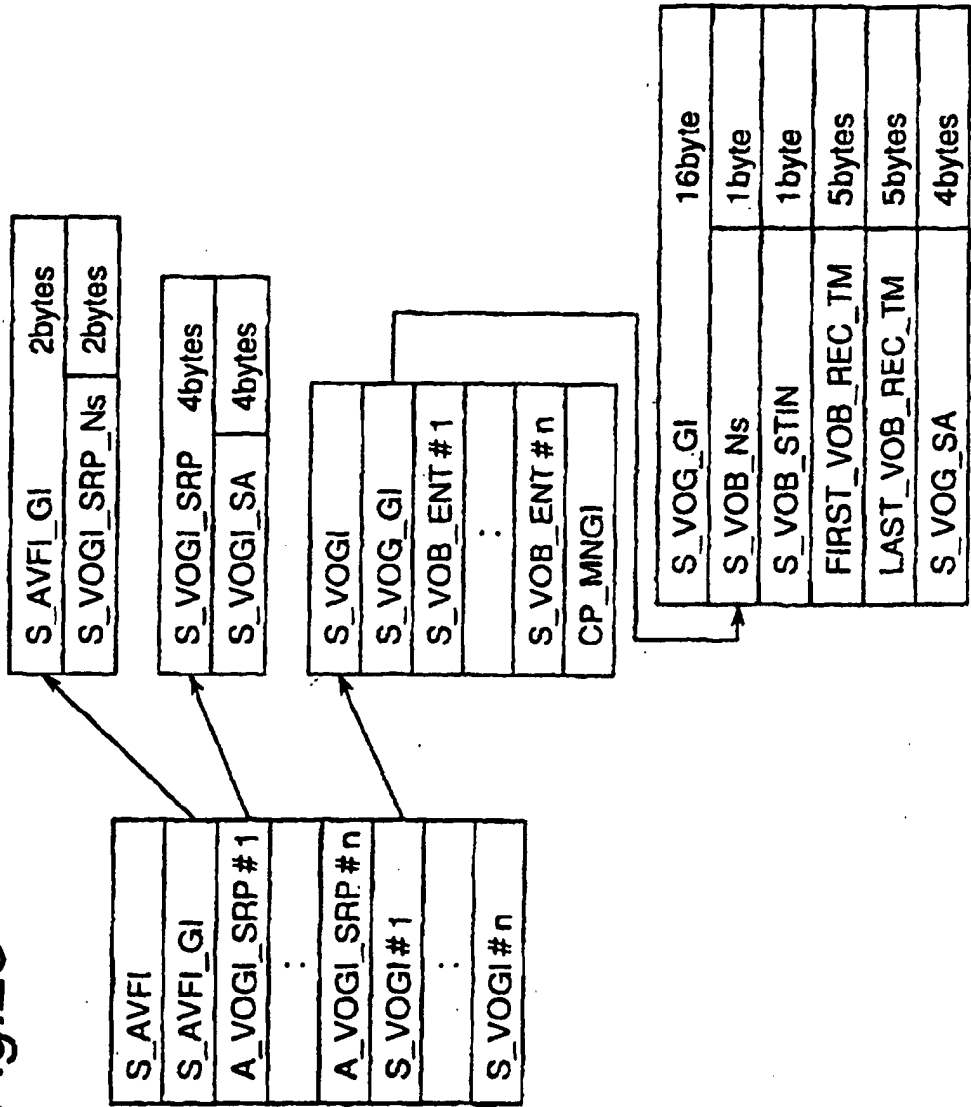 S_AVFI
S_AVFI_GI
A_VOGI_SRP#1
:
A_VOGI_SRP#n
S_VOGI#1
:
S_VOGI#n
S_AVFI_GI 2bytes
S_VOGI_SRP_Ns 2bytes
S_VOGI_SRP 4bytes
S_VOGI_SA 4bytes
S_VOGI
S_VOG_GI
S_VOB_ENT#1
:
S_VOB_ENT#n
CP_MNGI
S_VOG_GI 16byte
S_VOB_Ns 1byte
S_VOB_STIN 1byte
FIRST_VOB_REC_TM 5bytes
LAST_VOB_REC_TM 5bytes
S_VOG_SA 4bytes